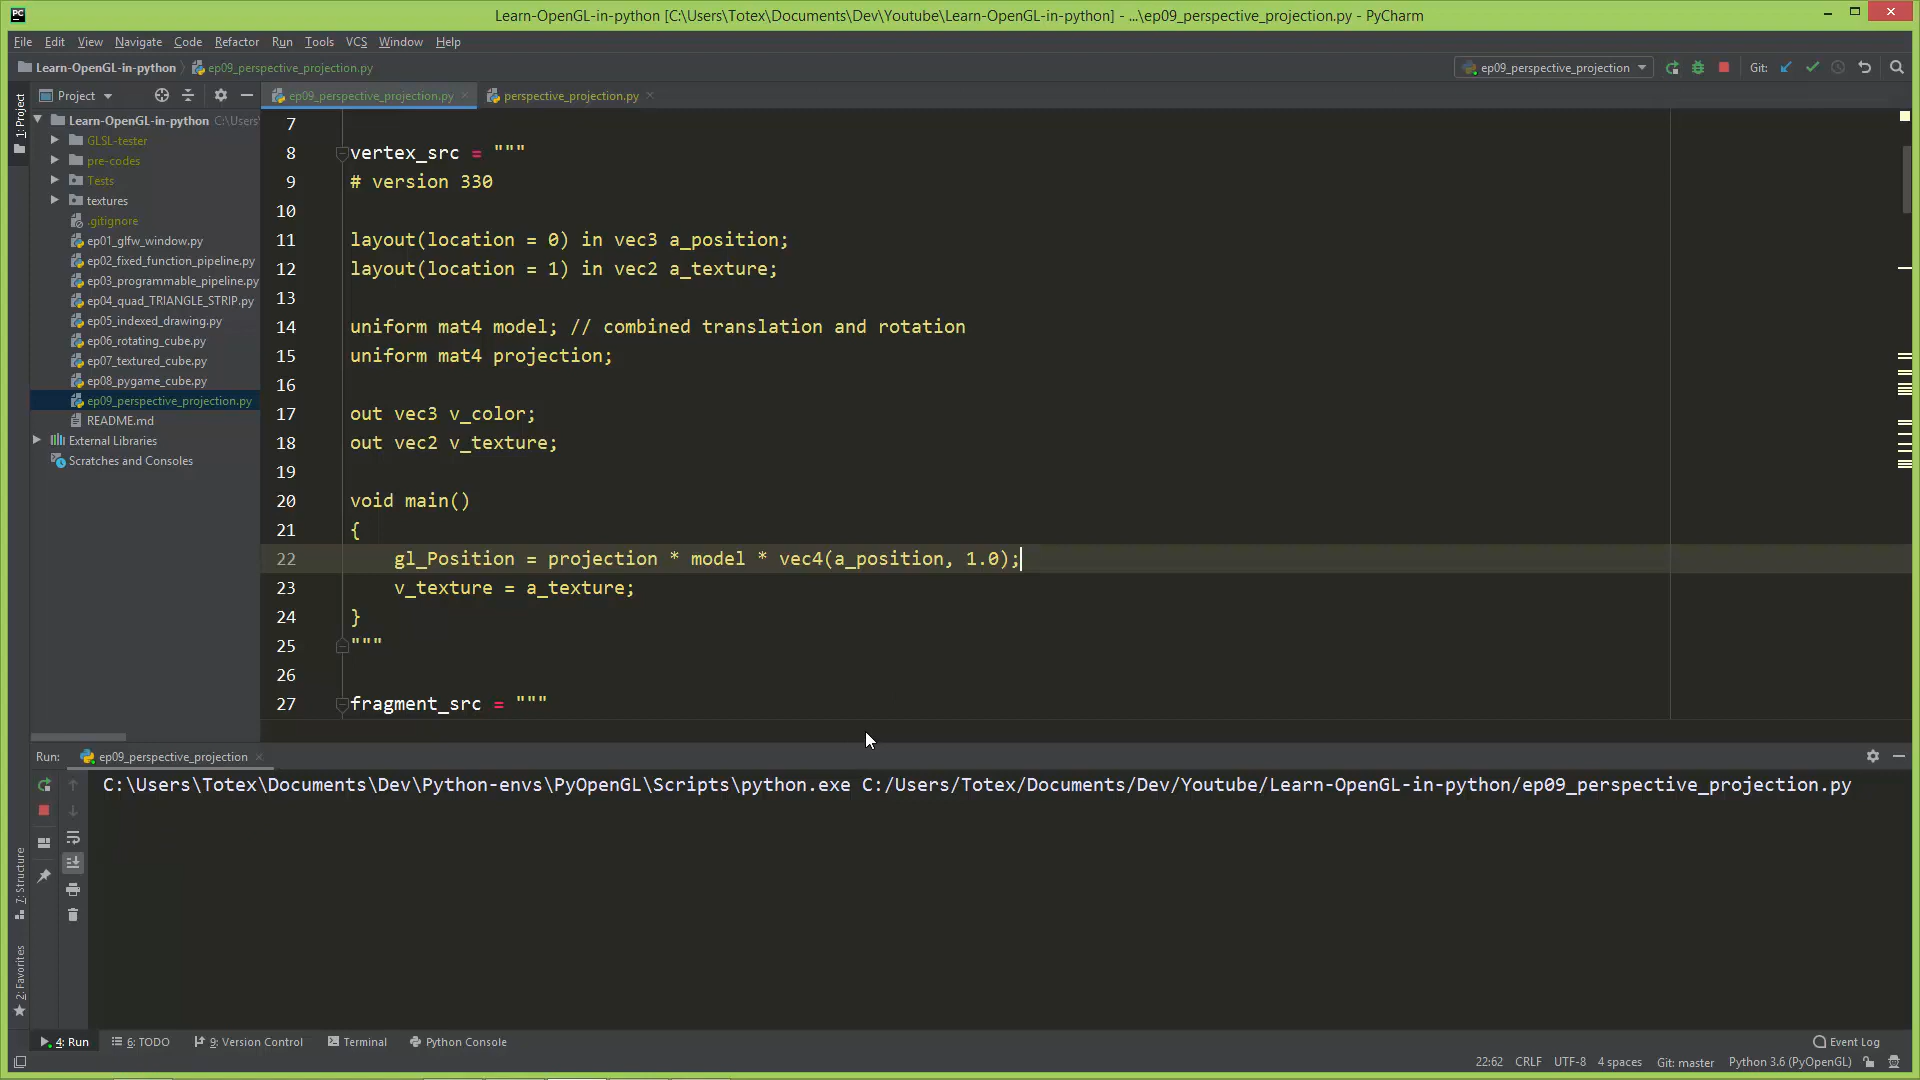 PC
Learn-OpenGL-in-python [C:\Users\Totex\Documents\Dev\Youtube\Learn-OpenGL-in-python] - ...\ep09_perspective_projection.py - PyCharm
File Edit View Navigate Code Refactor Run Tools VCS Window Help
Learn-OpenGL-in-python ep09_perspective_projection.py
ep09_perspective_projection Git:
1: Project
Project
ep09_perspective_projection.py perspective_projection.py
Learn-OpenGL-in-python C:\Users
GLSL-tester
pre-codes
Tests
textures
.gitignore
ep01_glfw_window.py
ep02_fixed_function_pipeline.py
ep03_programmable_pipeline.py
ep04_quad_TRIANGLE_STRIP.py
ep05_indexed_drawing.py
ep06_rotating_cube.py
ep07_textured_cube.py
ep08_pygame_cube.py
ep09_perspective_projection.py
README.md
External Libraries
Scratches and Consoles
7
8 vertex_src = """
9 # version 330
10
11 layout(location = 0) in vec3 a_position;
12 layout(location = 1) in vec2 a_texture;
13
14 uniform mat4 model; // combined translation and rotation
15 uniform mat4 projection;
16
17 out vec3 v_color;
18 out vec2 v_texture;
19
20 void main()
21 {
22 gl_Position = projection * model * vec4(a_position, 1.0);
23 v_texture = a_texture;
24 }
25 """
26
27 fragment_src = """
Run: ep09_perspective_projection
C:\Users\Totex\Documents\Dev\Python-envs\PyOpenGL\Scripts\python.exe C:/Users/Totex/Documents/Dev/Youtube/Learn-OpenGL-in-python/ep09_perspective_projection.py
7: Structure
2: Favorites
4: Run 6: TODO 9: Version Control Terminal Python Console Event Log
22:62 CRLF UTF-8 4 spaces Git: master Python 3.6 (PyOpenGL)